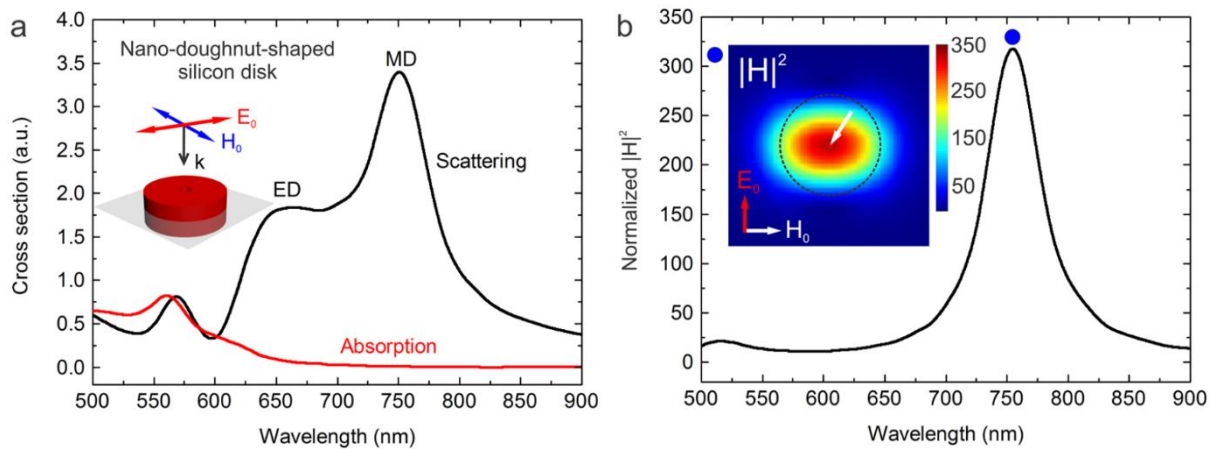 a
Nano-doughnut-shaped
silicon disk
E₀
H₀
k
ED
MD
Scattering
Absorption
4.0
3.5
3.0
2.5
2.0
1.5
1.0
0.5
0.0
Cross section (a.u.)
500 550 600 650 700 750 800 850 900
Wavelength (nm)
b
|H|²
E₀
H₀
350
250
150
50
350
300
250
200
150
100
50
0
Normalized |H|²
500 550 600 650 700 750 800 850 900
Wavelength (nm)